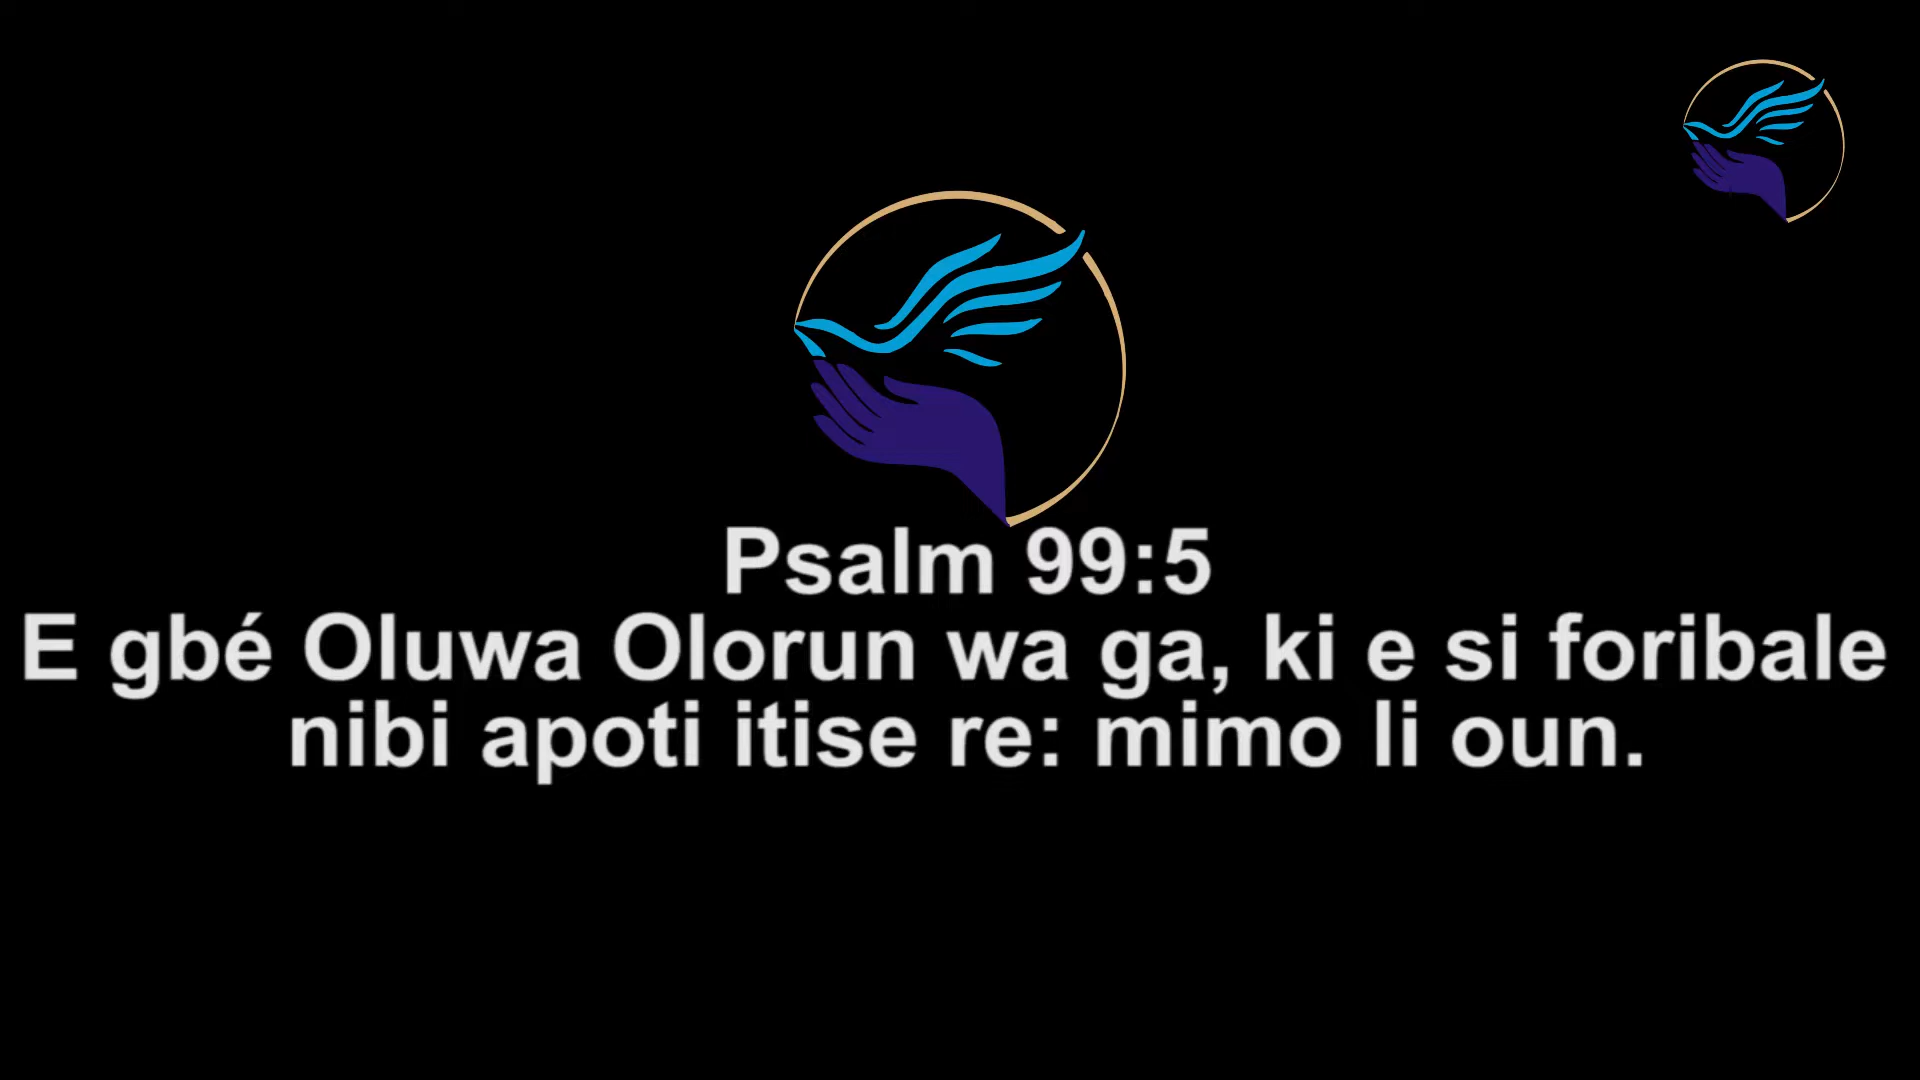 Psalm 99:5
E gbé Oluwa Olorun wa ga, ki e si foribale
nibi apoti itise re: mimo li oun.